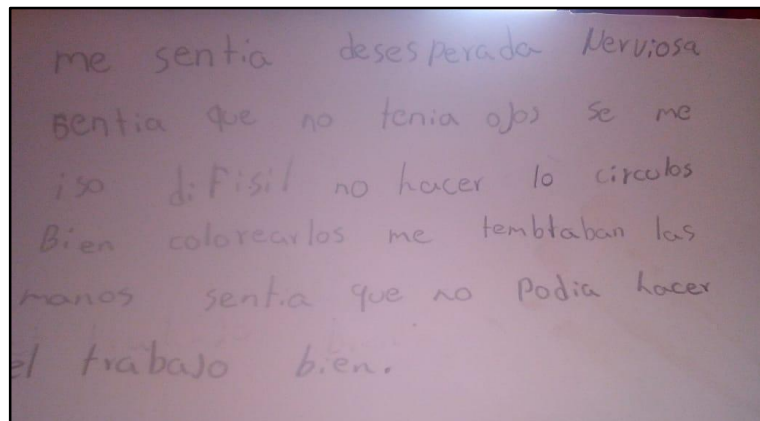 me sentia desesperada Nerviosa
sentia que no tenia ojos se me
iso difisil no hacer lo circulos
Bien colorearlos me temblaban las
manos sentia que no Podia hacer
el trabajo bien.